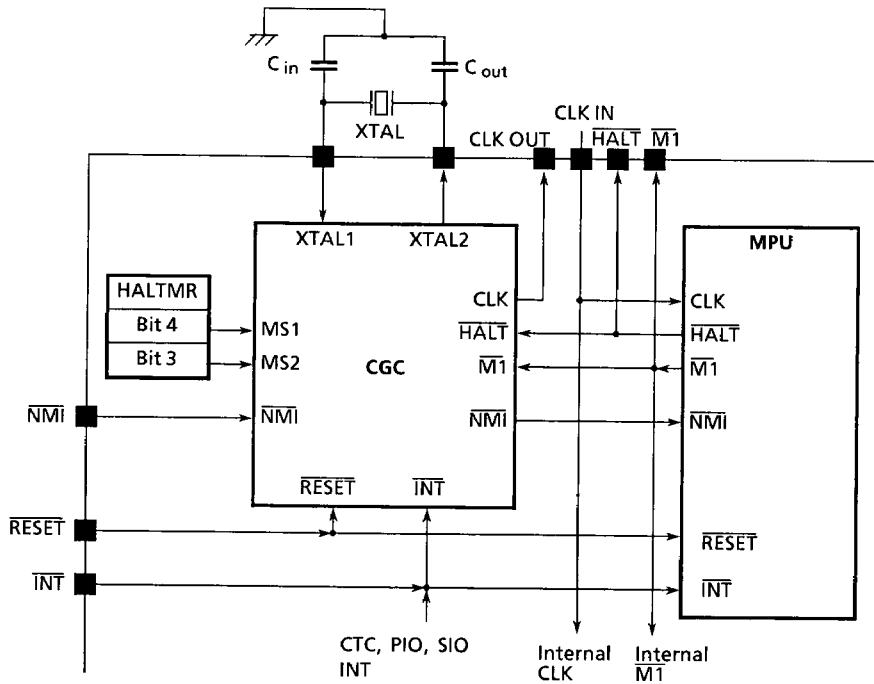 C in
C out
XTAL
CLK IN
CLK OUT
HALT M1
XTAL1 XTAL2
MPU
HALTMR
Bit 4
Bit 3
MS1
MS2
CGC
CLK
HALT
M1
NMI
CLK
HALT
M1
NMI
NMI
NMI
RESET INT
RESET
RESET
INT
INT
CTC, PIO, SIO
INT
Internal
CLK
Internal
M1